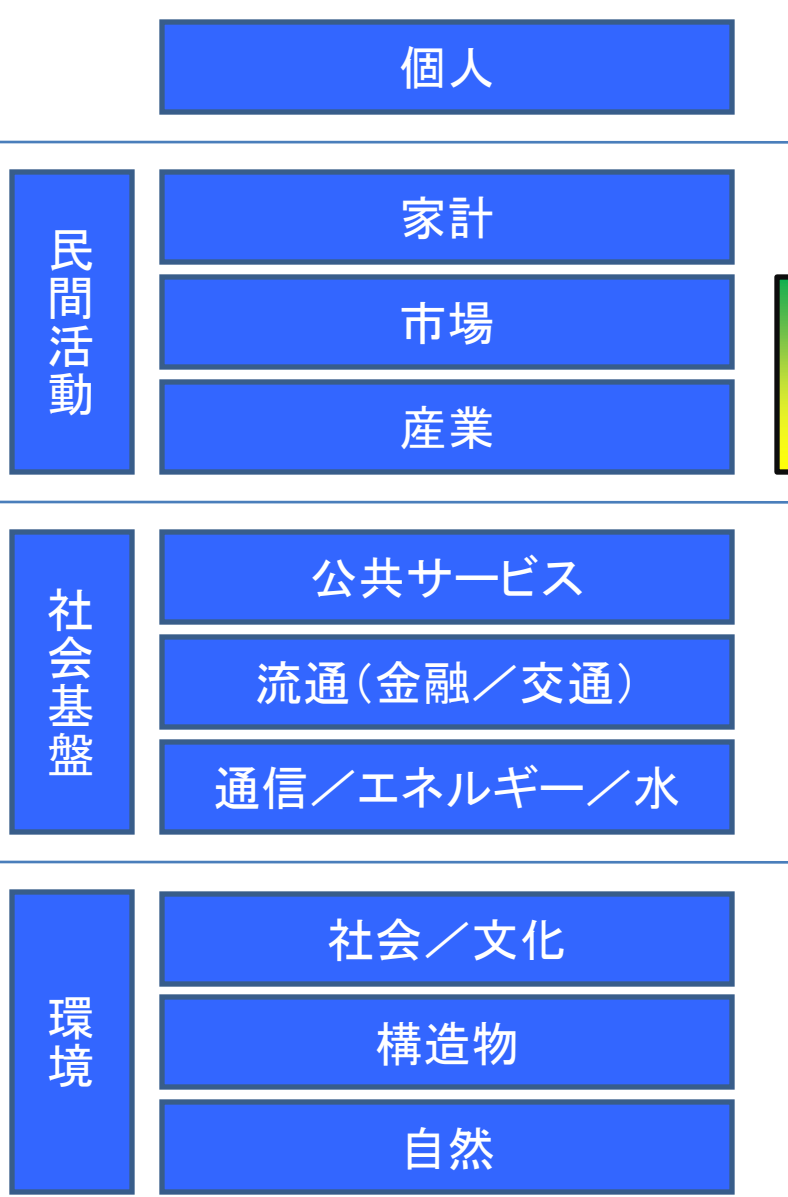 個人
民間活動
家計
市場
産業
社会基盤
公共サービス
流通（金融／交通）
通信／エネルギー／水
環境
社会／文化
構造物
自然